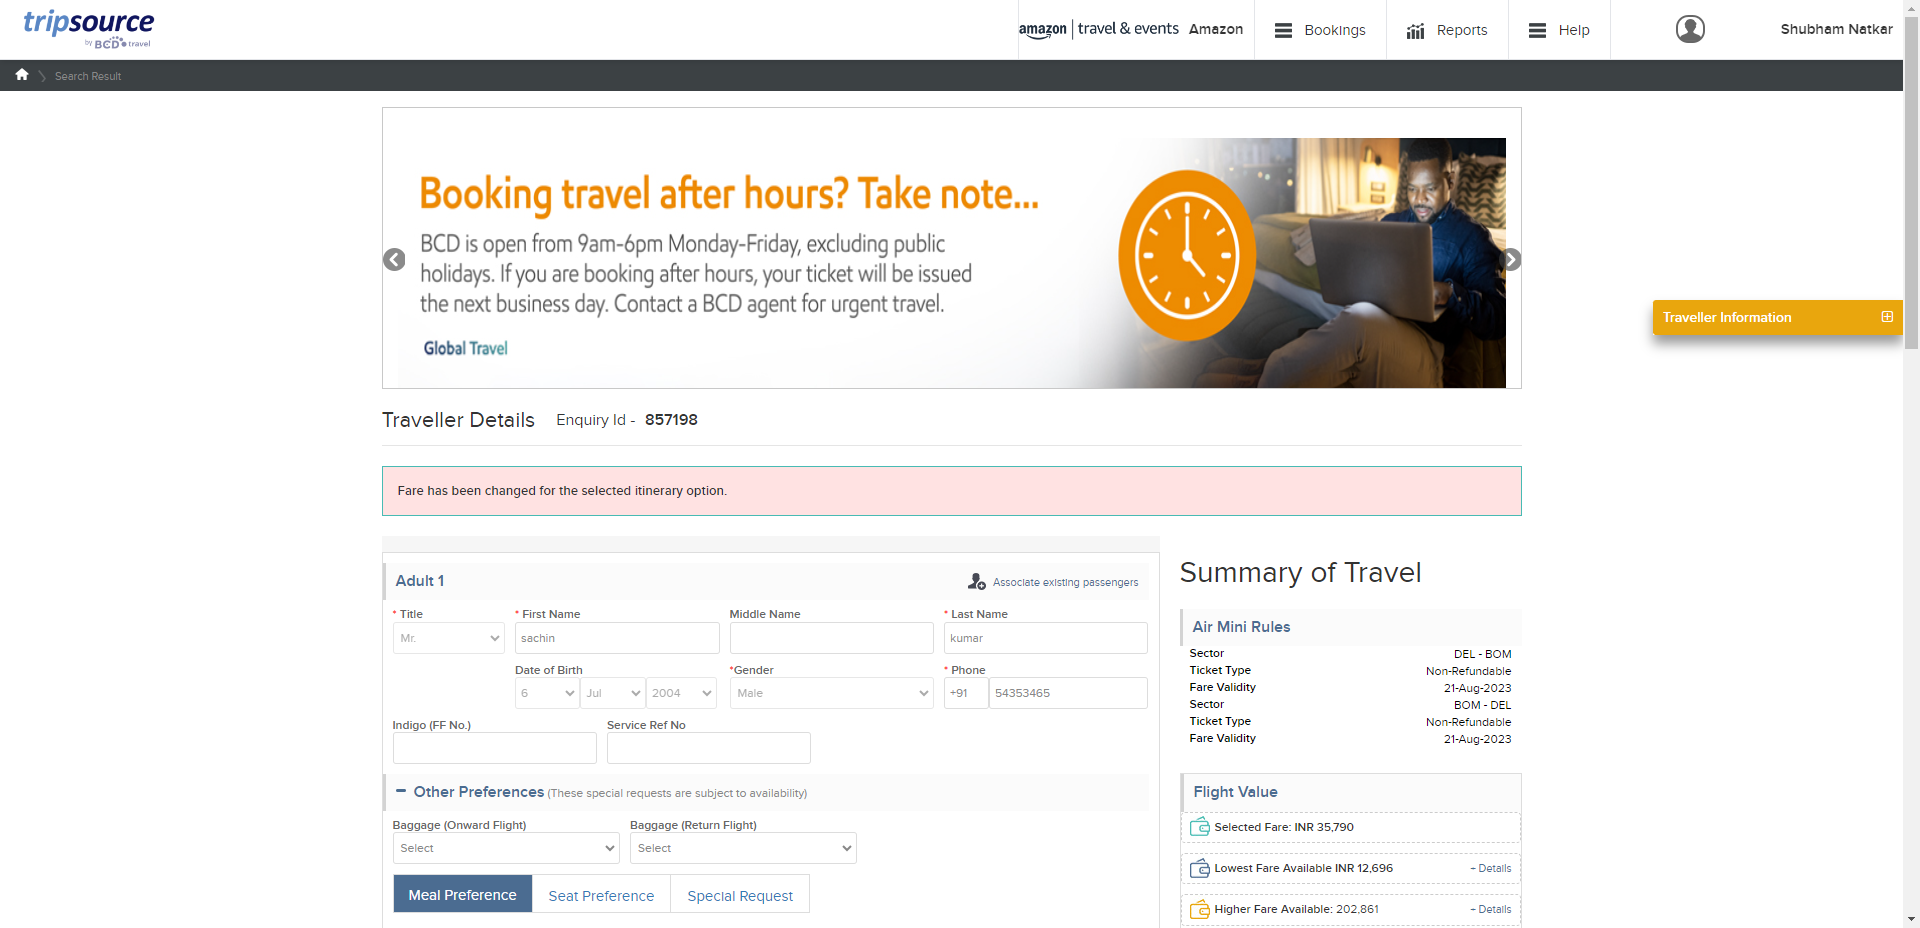 tripsource
by BCD travel
amazon | travel & events Amazon
Bookings
Reports
Help
Shubham Natkar
Search Result
Booking travel after hours? Take note...
BCD is open from 9am-6pm Monday-Friday, excluding public
holidays. If you are booking after hours, your ticket will be issued
the next business day. Contact a BCD agent for urgent travel.
Global Travel
Traveller Information
Traveller Details Enquiry Id - 857198
Fare has been changed for the selected itinerary option.
Adult 1
Associate existing passengers
* Title * First Name Middle Name * Last Name
Mr. sachin kumar
Date of Birth *Gender * Phone
6 Jul 2004 Male +91 54353465
Indigo (FF No.) Service Ref No
Other Preferences (These special requests are subject to availability)
Baggage (Onward Flight) Baggage (Return Flight)
Select Select
Meal Preference Seat Preference Special Request
Summary of Travel
Air Mini Rules
Sector DEL - BOM
Ticket Type Non-Refundable
Fare Validity 21-Aug-2023
Sector BOM - DEL
Ticket Type Non-Refundable
Fare Validity 21-Aug-2023
Flight Value
Selected Fare: INR 35,790
Lowest Fare Available INR 12,696 + Details
Higher Fare Available: 202,861 + Details